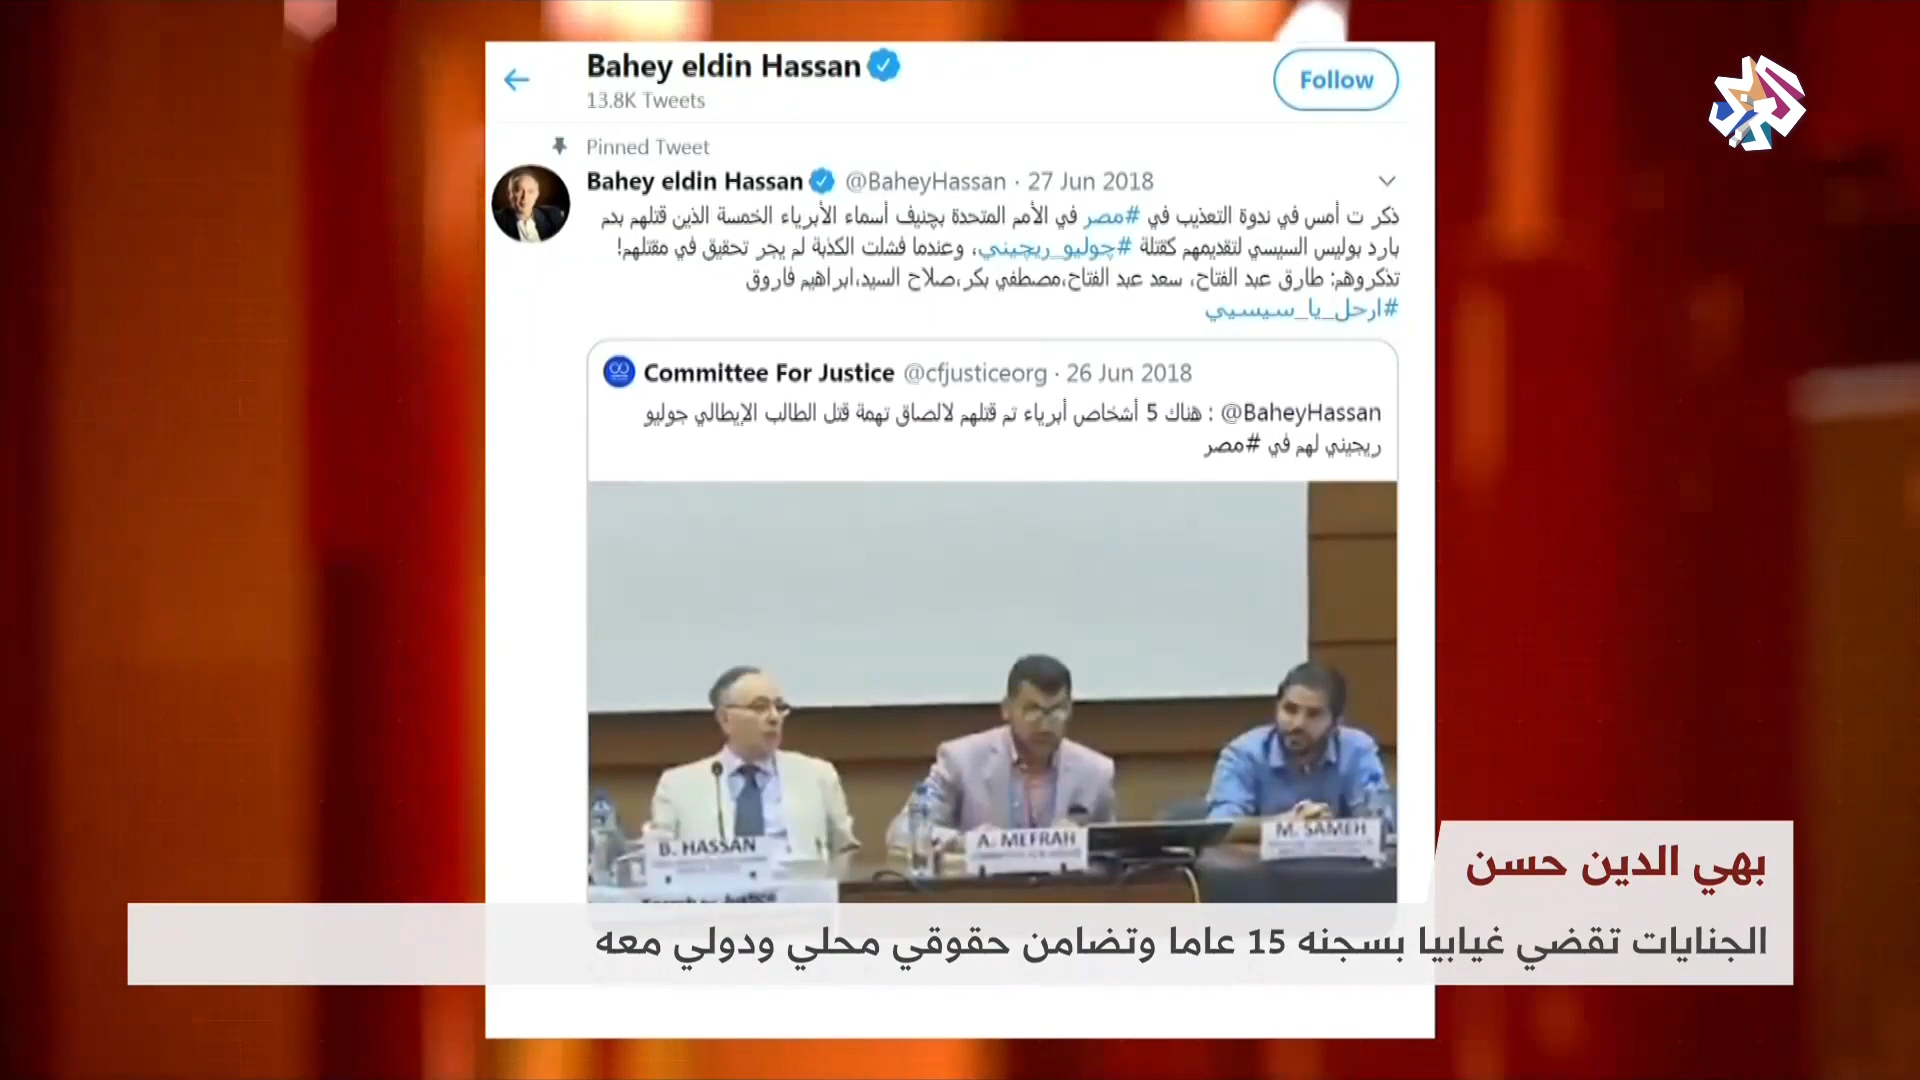 Bahey eldin Hassan
13.8K Tweets
Follow
Pinned Tweet
Bahey eldin Hassan @BaheyHassan · 27 Jun 2018
ذكر ت أمس في ندوة التعذيب في #مصر في الأمم المتحدة بچنيف أسماء الأبرياء الخمسة الذين قتلهم بدم
بارد بوليس السيسي لتقديمهم كقتلة #چوليو_ريچيني، وعندما فشلت الكذبة لم يجر تحقيق في مقتلهم!
تذكروهم: طارق عبد الفتاح، سعد عبد الفتاح،مصطفي بكر،صلاح السيد،ابراهيم فاروق
#ارحل_يا_سيسيي
Committee For Justice @cfjusticeorg · 26 Jun 2018
@BaheyHassan : هناك 5 أشخاص أبرياء تم قتلهم لالصاق تهمة قتل الطالب الإيطالي جوليو
ريجيني لهم في #مصر
B. HASSAN
A. MEFRAH
M. SAMEH
بهي الدين حسن
الجنايات تقضي غيابيا بسجنه 15 عاما وتضامن حقوقي محلي ودولي معه